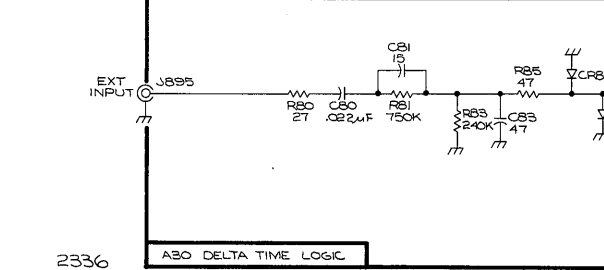 C81
15
EXT
INPUT
J895
R80
27
C80
.022µF
R81
750K
R83
240K
C83
47
R85
47
CR8
2336
A30 DELTA TIME LOGIC